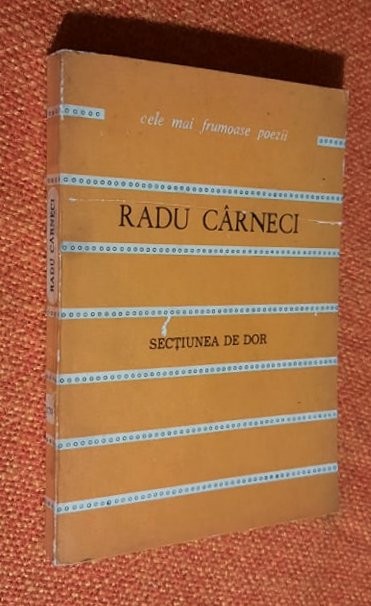 cele mai frumoase poezii
RADU CÂRNECI
SECȚIUNEA DE DOR
RADU CÂRNECI